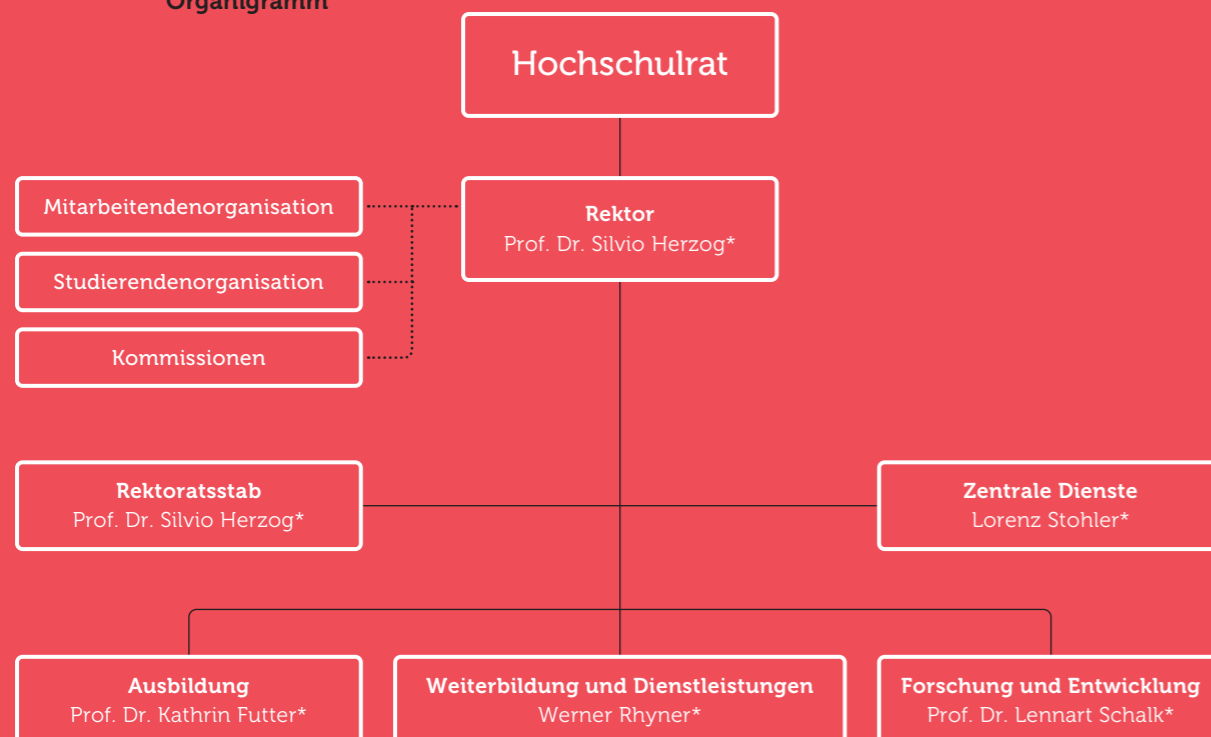 Organigramm
Hochschulrat
Mitarbeitendenorganisation
Rektor
Prof. Dr. Silvio Herzog*
Studierendenorganisation
Kommissionen
Rektoratsstab
Prof. Dr. Silvio Herzog*
Zentrale Dienste
Lorenz Stohler*
Ausbildung
Prof. Dr. Kathrin Futter*
Weiterbildung und Dienstleistungen
Werner Rhyner*
Forschung und Entwicklung
Prof. Dr. Lennart Schalk*